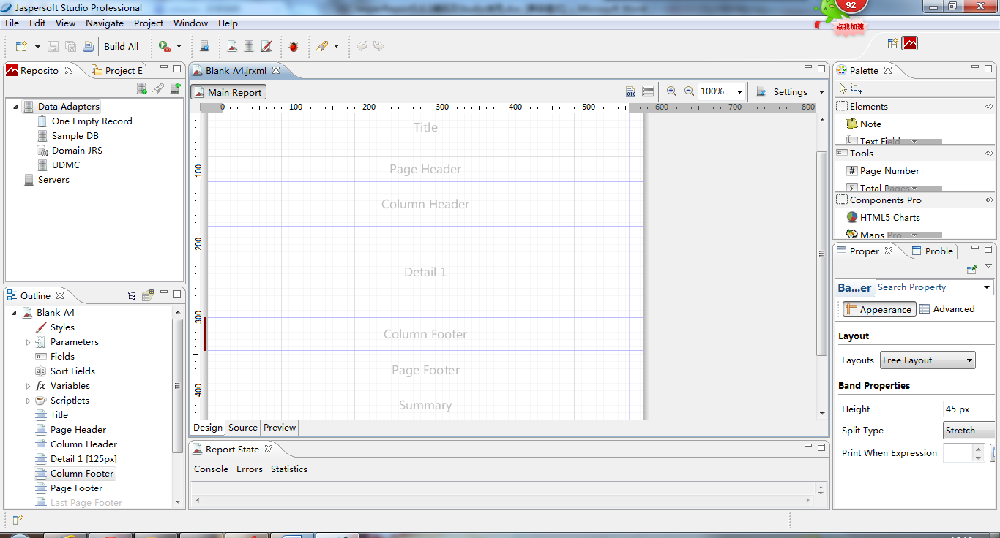 Jaspersoft Studio Professional
92
点我加速
File Edit View Navigate Project Window Help
Build All
Reposito Project E
Data Adapters
One Empty Record
Sample DB
Domain JRS
UDMC
Servers
Outline
Blank_A4
Styles
Parameters
Fields
Sort Fields
fx Variables
Scriptlets
Title
Page Header
Column Header
Detail 1 [125px]
Column Footer
Page Footer
Last Page Footer
Blank_A4.jrxml
Main Report
010
100%
Settings
0 100 200 300 400 500 600 700 800
100
200
300
400
Title
Page Header
Column Header
Detail 1
Column Footer
Page Footer
Summary
Design Source Preview
Report State
Console Errors Statistics
Palette
Elements
Note
Text Field
Tools
# Page Number
Σ Total Pages
Components Pro
HTML5 Charts
Maps Pro
Proper Proble
Ba...er Search Property
Appearance Advanced
Layout
Layouts Free Layout
Band Properties
Height 45 px
Split Type Stretch
Print When Expression